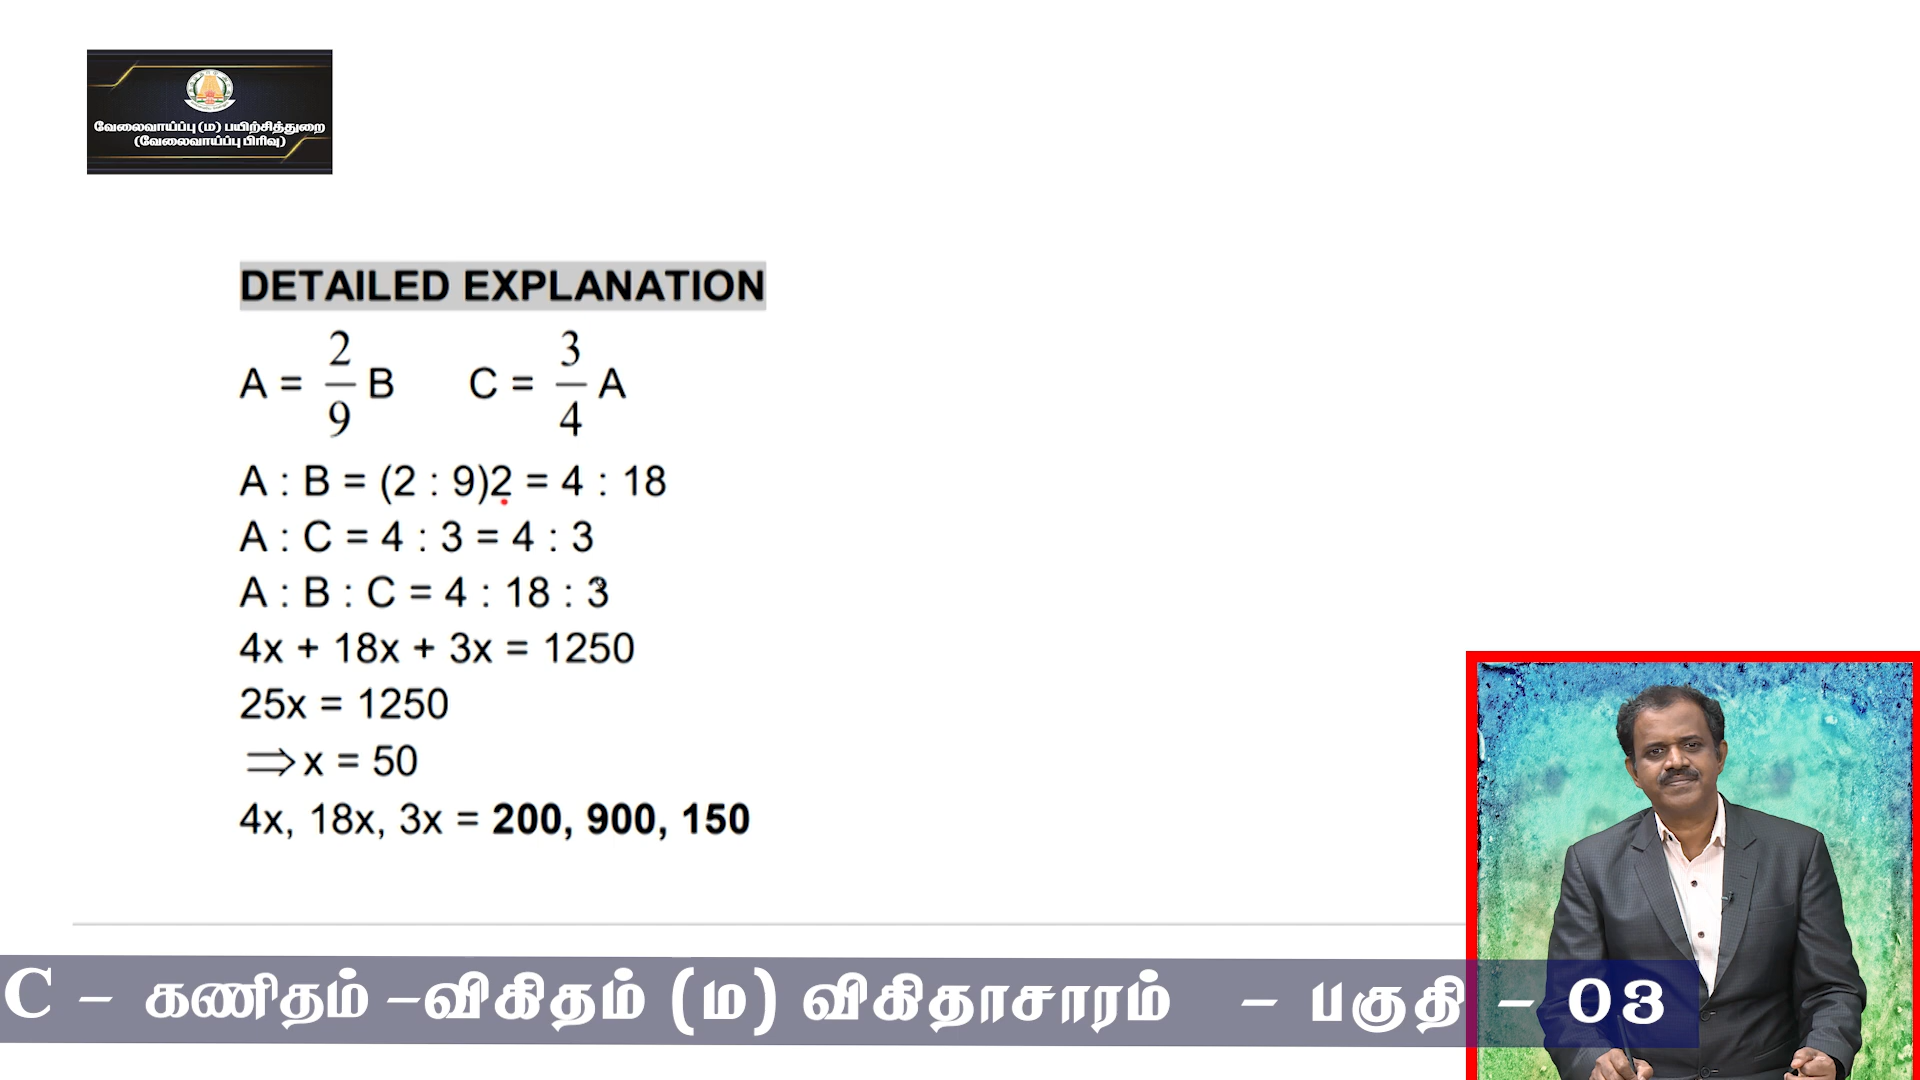 வேலைவாய்ப்பு (ம) பயிற்சித்துறை
(வேலைவாய்ப்பு பிரிவு)
DETAILED EXPLANATION
A = 2/9 B C = 3/4 A
A : B = (2 : 9)2 = 4 : 18
A : C = 4 : 3 = 4 : 3
A : B : C = 4 : 18 : 3
4x + 18x + 3x = 1250
25x = 1250
⇒ x = 50
4x, 18x, 3x = 200, 900, 150
C – கணிதம் –விகிதம் (ம) விகிதாசாரம் – பகுதி – 03